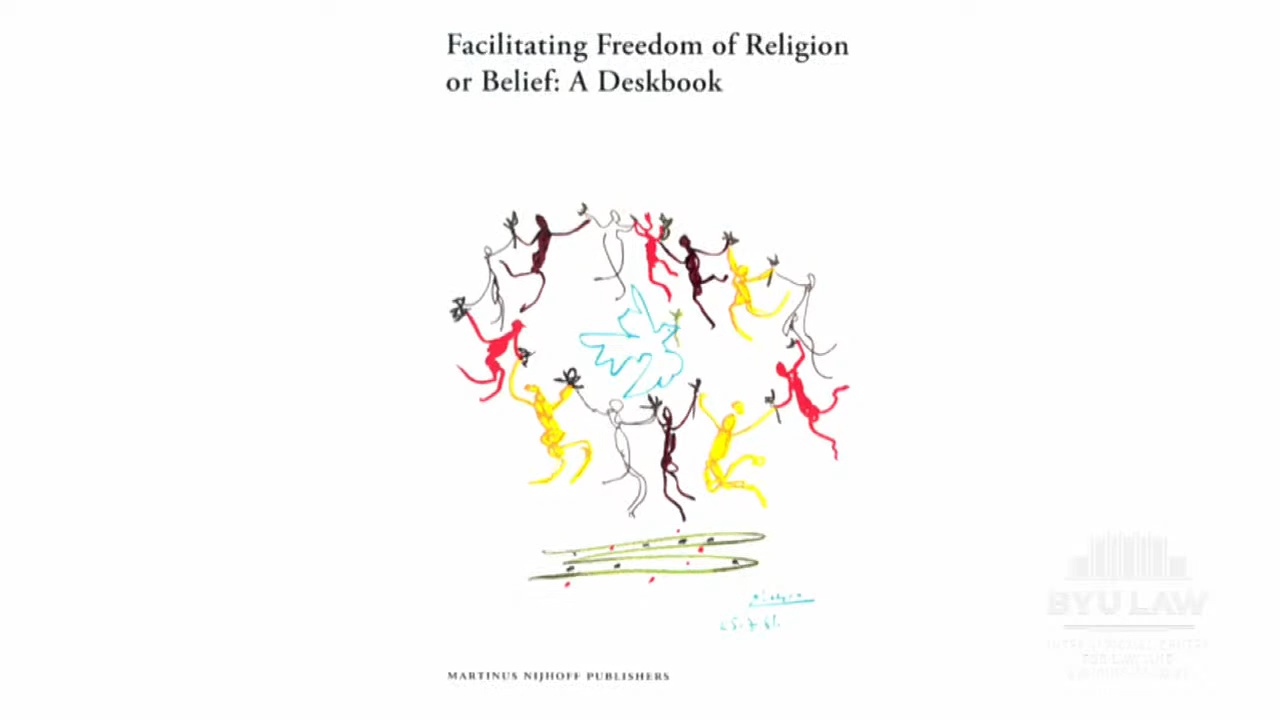 Facilitating Freedom of Religion
or Belief: A Deskbook
MARTINUS NIJHOFF PUBLISHERS
BYU LAW